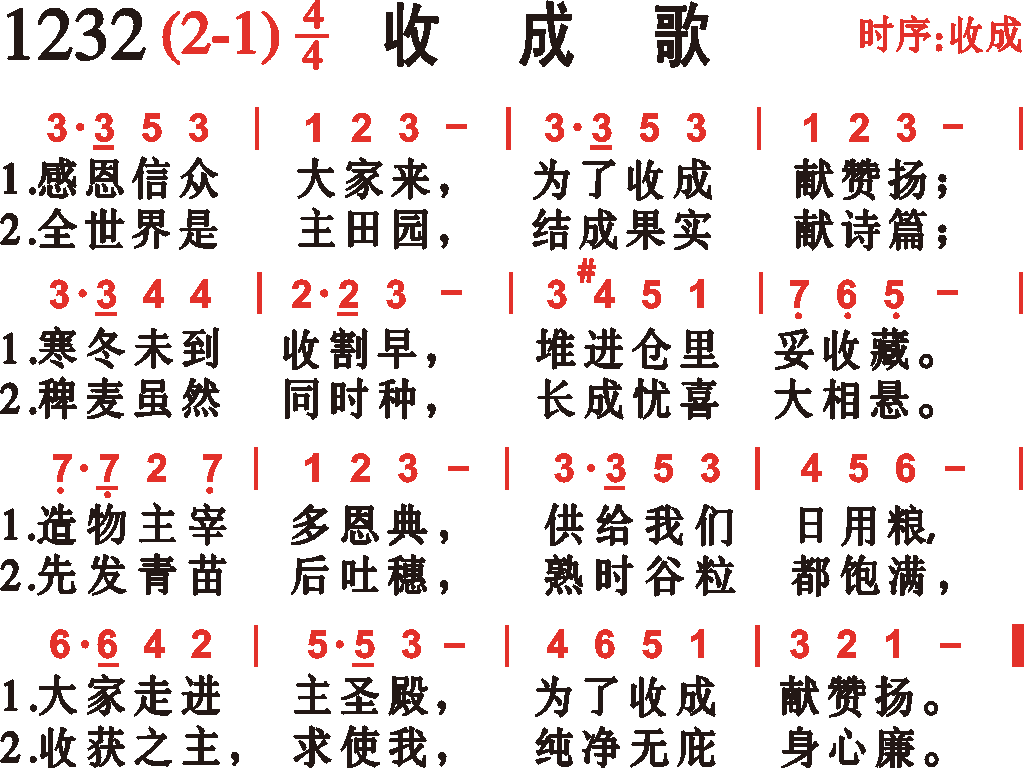 1232 (2-1) 4/4 收 成 歌 时序:收成
3·3 5 3 | 1 2 3 - | 3·3 5 3 | 1 2 3 - |
1.感恩信众 大家来, 为了收成 献赞扬;
2.全世界是 主田园, 结成果实 献诗篇;
3·3 4 4 | 2·2 3 - | 3 #4 5 1 | 7̣ 6̣ 5̣ - |
1.寒冬未到 收割早, 堆进仓里 妥收藏。
2.稗麦虽然 同时种, 长成忧喜 大相悬。
7̣·7̣ 2 7̣ | 1 2 3 - | 3·3 5 3 | 4 5 6 - |
1.造物主宰 多恩典, 供给我们 日用粮,
2.先发青苗 后吐穗, 熟时谷粒 都饱满,
6·6 4 2 | 5·5 3 - | 4 6 5 1 | 3 2 1 -
1.大家走进 主圣殿, 为了收成 献赞扬。
2.收获之主, 求使我, 纯净无庇 身心廉。